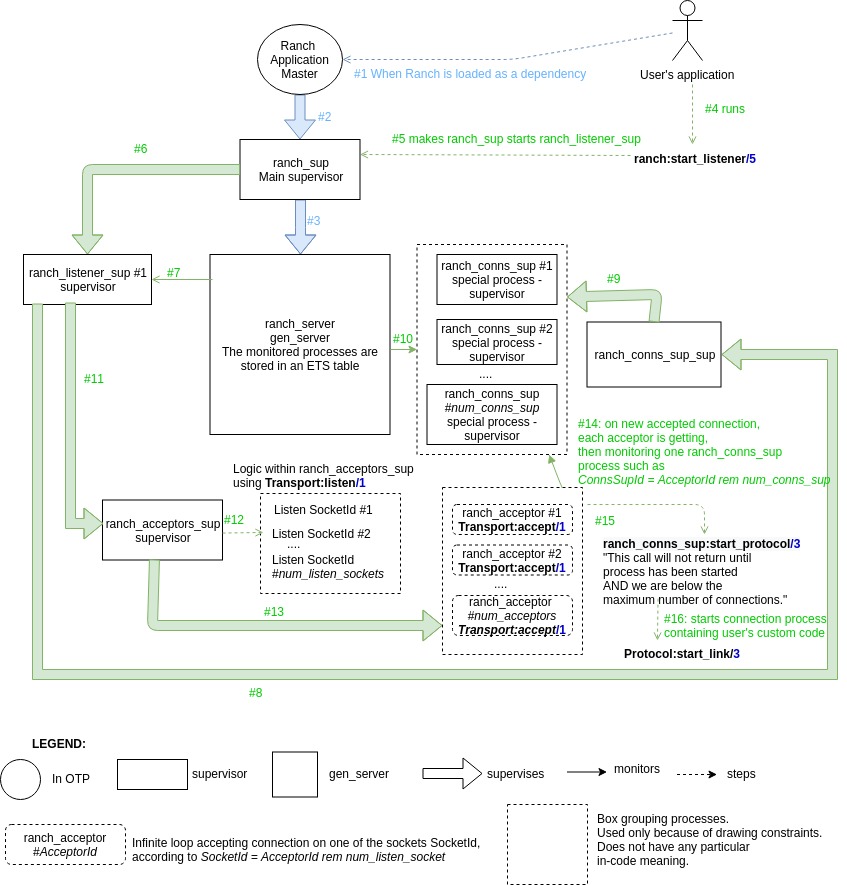 Ranch
Application
Master
#1 When Ranch is loaded as a dependency
User's application
#2
#4 runs
#5 makes ranch_sup starts ranch_listener_sup
ranch:start_listener/5
#6
ranch_sup
Main supervisor
#3
ranch_listener_sup #1
supervisor
#7
ranch_server
gen_server
The monitored processes are
stored in an ETS table
#10
ranch_conns_sup #1
special process -
supervisor
ranch_conns_sup #2
special process -
supervisor
....
ranch_conns_sup
#num_conns_sup
special process -
supervisor
#9
ranch_conns_sup_sup
#11
#14: on new accepted connection,
each acceptor is getting,
then monitoring one ranch_conns_sup
process such as
ConnsSupId = AcceptorId rem num_conns_sup
Logic within ranch_acceptors_sup
using Transport:listen/1
ranch_acceptors_sup
supervisor
#12
Listen SocketId #1
Listen SocketId #2
....
Listen SocketId
#num_listen_sockets
ranch_acceptor #1
Transport:accept/1
ranch_acceptor #2
Transport:accept/1
....
ranch_acceptor
#num_acceptors
Transport:accept/1
#15
ranch_conns_sup:start_protocol/3
"This call will not return until
process has been started
AND we are below the
maximum number of connections."
#13
#16: starts connection process
containing user's custom code
Protocol:start_link/3
#8
LEGEND:
In OTP
supervisor
gen_server
supervises
monitors
steps
ranch_acceptor
#AcceptorId
Infinite loop accepting connection on one of the sockets SocketId,
according to SocketId = AcceptorId rem num_listen_socket
Box grouping processes.
Used only because of drawing constraints.
Does not have any particular
in-code meaning.